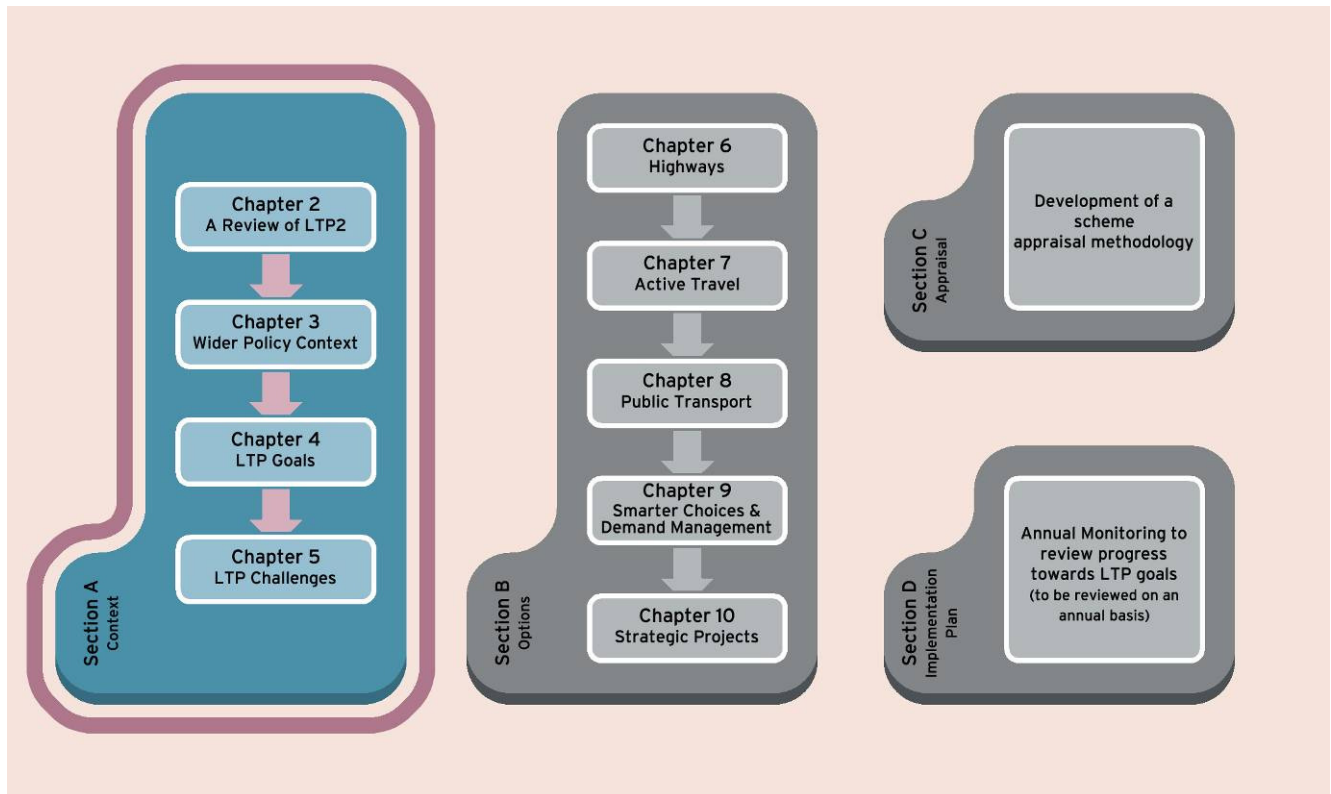 Section A
Context
Chapter 2
A Review of LTP2
Chapter 3
Wider Policy Context
Chapter 4
LTP Goals
Chapter 5
LTP Challenges
Section B
Options
Chapter 6
Highways
Chapter 7
Active Travel
Chapter 8
Public Transport
Chapter 9
Smarter Choices &
Demand Management
Chapter 10
Strategic Projects
Section C
Appraisal
Development of a
scheme
appraisal methodology
Section D
Implementation
Plan
Annual Monitoring to
review progress
towards LTP goals
(to be reviewed on an
annual basis)